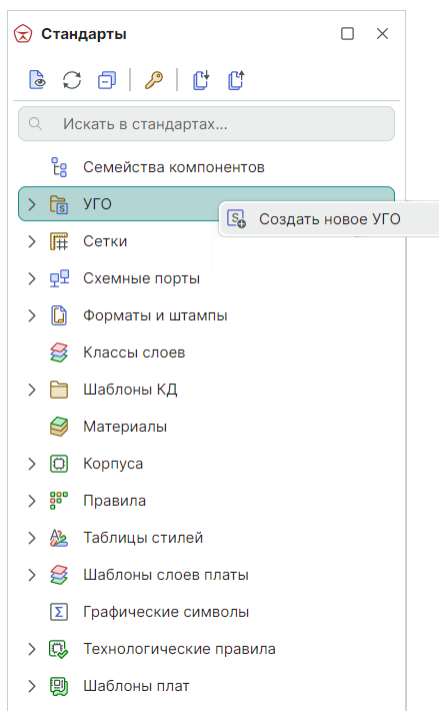 Стандарты
Искать в стандартах...
Семейства компонентов
УГО
Создать новое УГО
Сетки
Схемные порты
Форматы и штампы
Классы слоев
Шаблоны КД
Материалы
Корпуса
Правила
Таблицы стилей
Шаблоны слоев платы
Графические символы
Технологические правила
Шаблоны плат